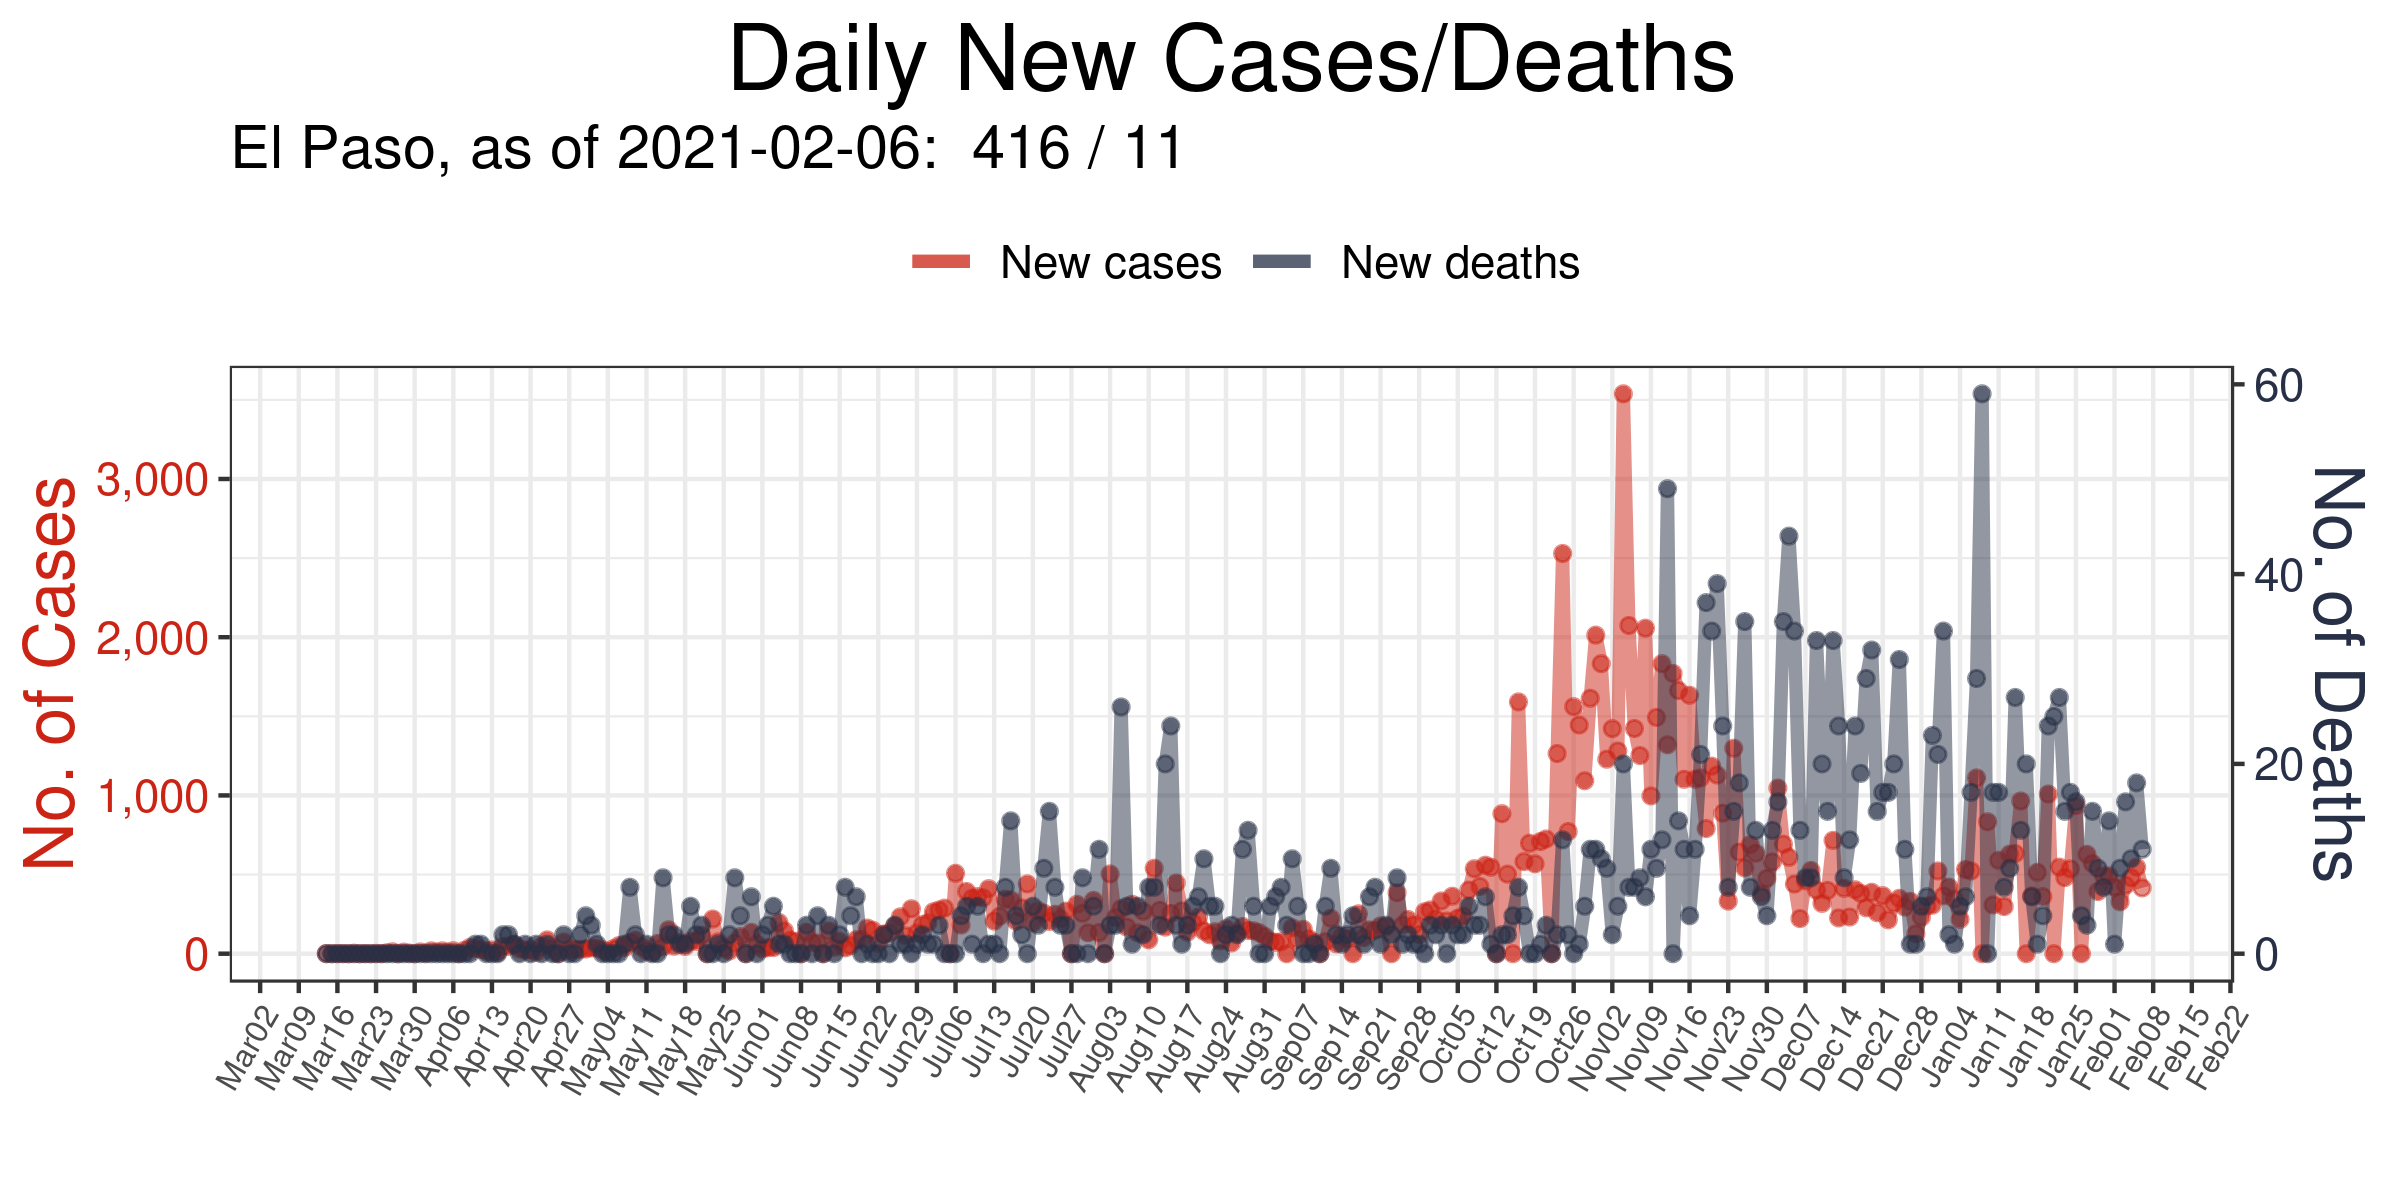 Daily New Cases/Deaths
El Paso, as of 2021-02-06: 416 / 11
New cases
New deaths
No. of Cases
3,000
2,000
1,000
0
60
40
20
0
No. of Deaths
Mar02 Mar09 Mar16 Mar23 Mar30 Apr06 Apr13 Apr20 Apr27 May04 May11 May18 May25 Jun01 Jun08 Jun15 Jun22 Jun29 Jul06 Jul13 Jul20 Jul27 Aug03 Aug10 Aug17 Aug24 Aug31 Sep07 Sep14 Sep21 Sep28 Oct05 Oct12 Oct19 Oct26 Nov02 Nov09 Nov16 Nov23 Nov30 Dec07 Dec14 Dec21 Dec28 Jan04 Jan11 Jan18 Jan25 Feb01 Feb08 Feb15 Feb22